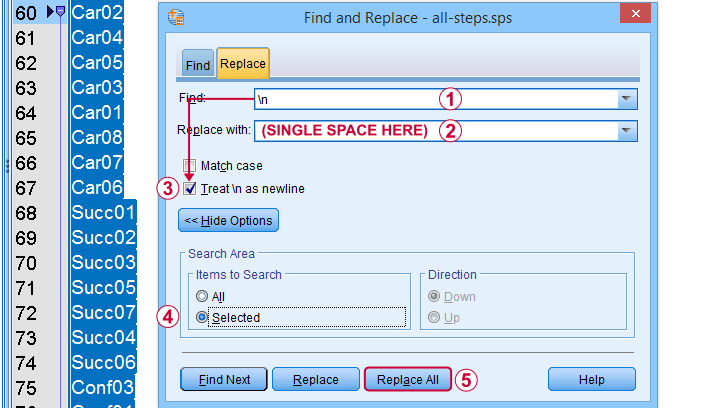 60 Car02
61 Car04
62 Car05
63 Car03
64 Car01
65 Car08
66 Car07
67 Car06
68 Succ01
69 Succ02
70 Succ03
71 Succ05
72 Succ07
73 Succ04
74 Succ06
75 Conf03
Find and Replace - all-steps.sps
Find Replace
Find: \n 1
Replace with: (SINGLE SPACE HERE) 2
Match case
3 Treat \n as newline
<< Hide Options
Search Area
Items to Search Direction
All Down
4 Selected Up
Find Next Replace Replace All 5 Help